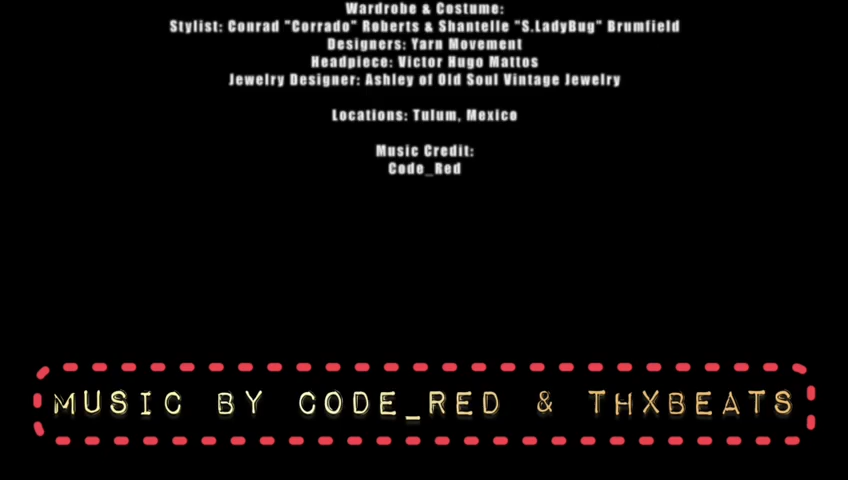 Wardrobe & Costume:
Stylist: Conrad "Corrado" Roberts & Shantelle "S.LadyBug" Brumfield
Designers: Yarn Movement
Headpiece: Victor Hugo Mattos
Jewelry Designer: Ashley of Old Soul Vintage Jewelry
Locations: Tulum, Mexico
Music Credit:
Code_Red
MUSIC BY CODE_RED & THXBEATS